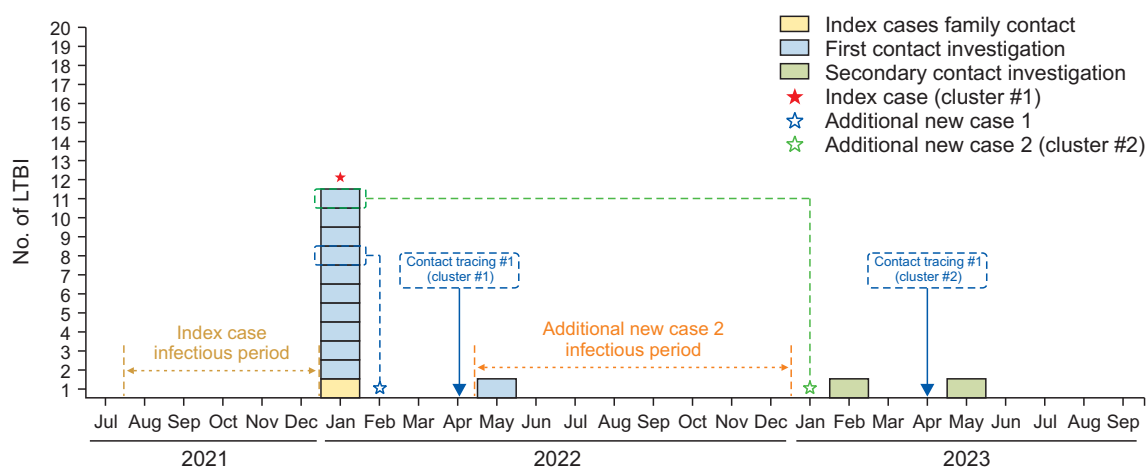 Index cases family contact
First contact investigation
Secondary contact investigation
Index case (cluster #1)
Additional new case 1
Additional new case 2 (cluster #2)
No. of LTBI
20
19
18
17
16
15
14
13
12
11
10
9
8
7
6
5
4
3
2
1
Contact tracing #1
(cluster #1)
Contact tracing #1
(cluster #2)
Index case
infectious period
Additional new case 2
infectious period
Jul Aug Sep Oct Nov Dec Jan Feb Mar Apr May Jun Jul Aug Sep Oct Nov Dec Jan Feb Mar Apr May Jun Jul Aug Sep
2021 2022 2023